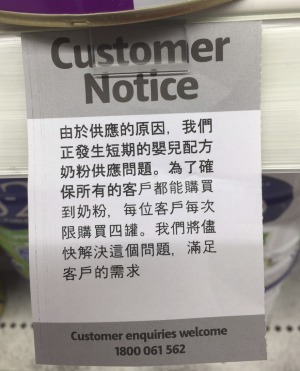 Customer
Notice
由於供應的原因，我們
正發生短期的嬰兒配方
奶粉供應問題。為了確
保所有的客戶都能購買
到奶粉，每位客戶每次
限購買四罐。我們將儘
快解決這個問題，滿足
客戶的需求
Customer enquiries welcome
1800 061 562